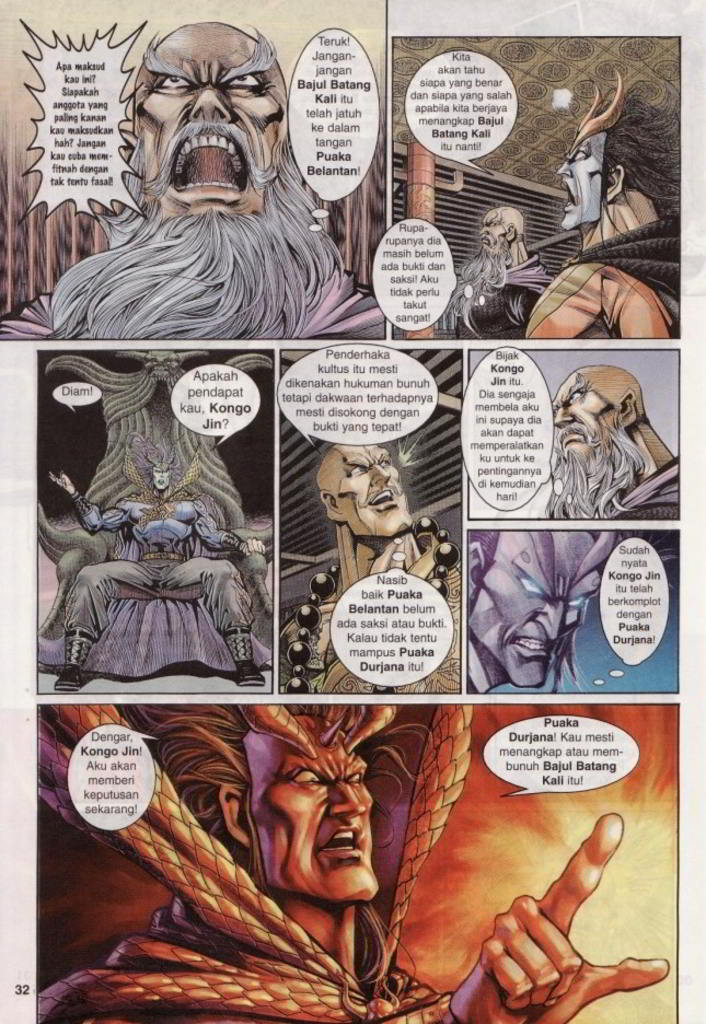 Apa maksud
kau ini?
Siapakah
anggota yang
paling kanan
kau maksudkan
hah? Jangan
kau cuba mem-
fitnah dengan
tak tentu fasal!
Teruk!
Jangan-
jangan
Bajul Batang
Kali itu
telah jatuh
ke dalam
tangan
Puaka
Belantan!
Kita
akan tahu
siapa yang benar
dan siapa yang salah
apabila kita berjaya
menangkap Bajul
Batang Kali
itu nanti!
Rupa-
rupanya dia
masih belum
ada bukti dan
saksi! Aku
tidak perlu
takut
sangat!
Diam!
Apakah
pendapat
kau, Kongo
Jin?
Penderhaka
kultus itu mesti
dikenakan hukuman bunuh
tetapi dakwaan terhadapnya
mesti disokong dengan
bukti yang tepat!
Nasib
baik Puaka
Belantan belum
ada saksi atau bukti.
Kalau tidak tentu
mampus Puaka
Durjana itu!
Bijak
Kongo
Jin itu.
Dia sengaja
membela aku
ini supaya dia
akan dapat
memperalatkan
ku untuk ke
pentingannya
di kemudian
hari!
Sudah
nyata
Kongo Jin
itu telah
berkomplot
dengan
Puaka
Durjana!
Dengar,
Kongo Jin!
Aku akan
memberi
keputusan
sekarang!
Puaka
Durjana! Kau mesti
menangkap atau mem-
bunuh Bajul Batang
Kali itu!
32